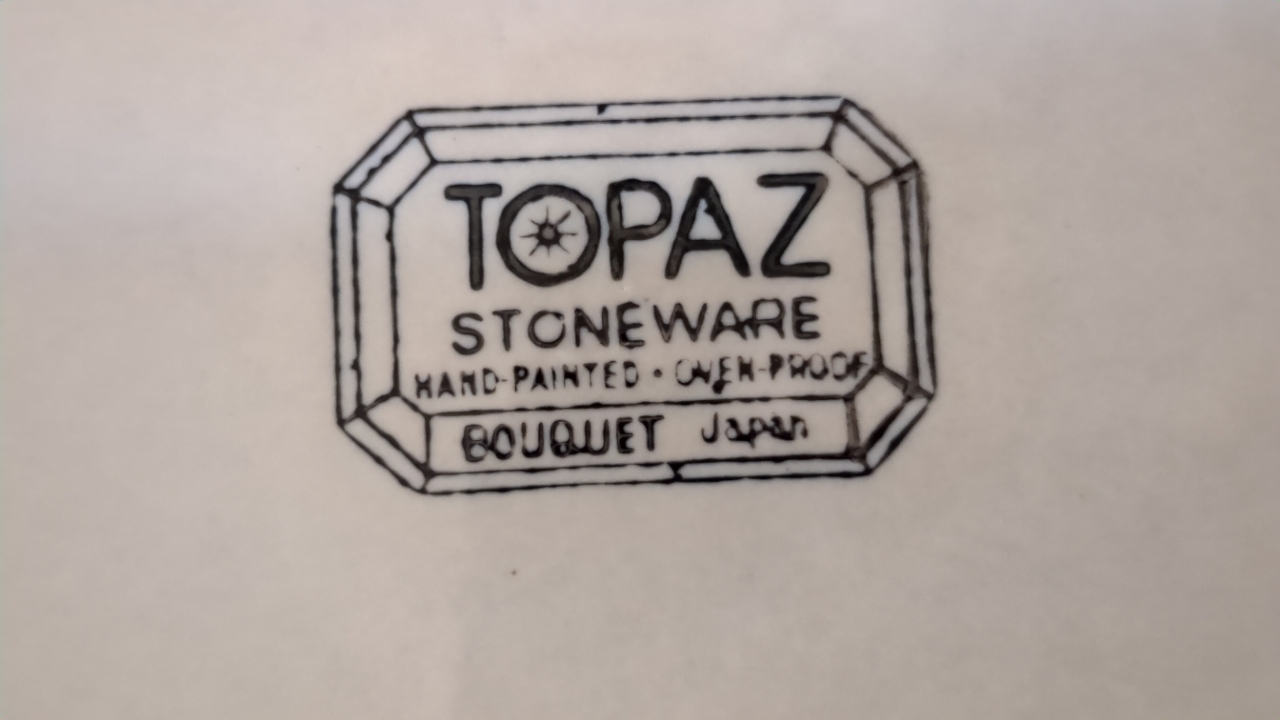 TOPAZ
STONEWARE
HAND-PAINTED · OVEN-PROOF
BOUQUET Japan